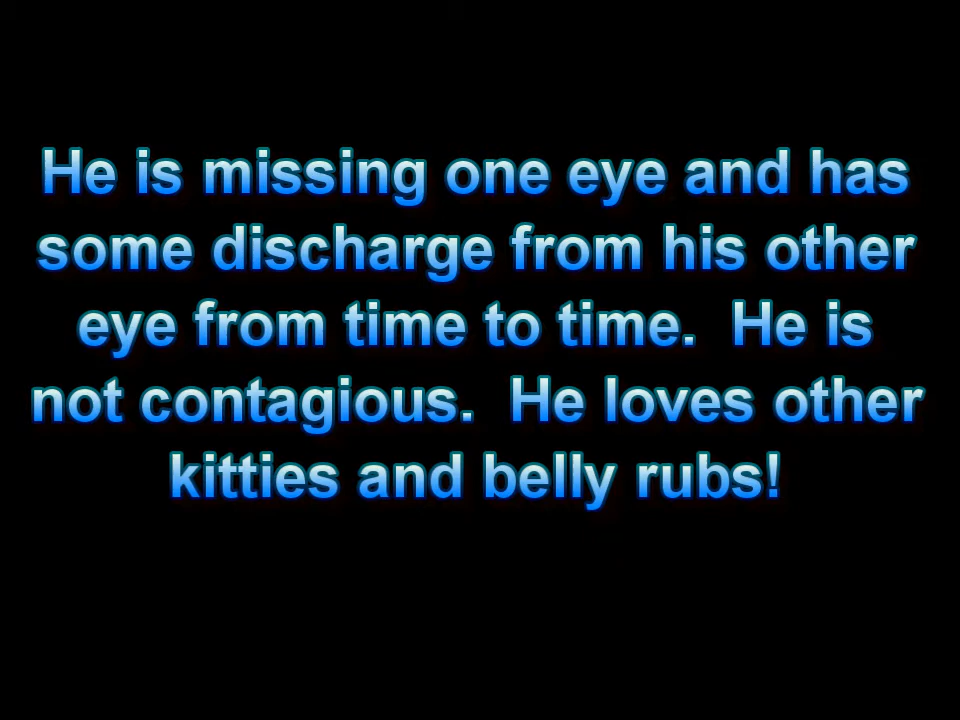 He is missing one eye and has
some discharge from his other
eye from time to time.  He is
not contagious.  He loves other
kitties and belly rubs!